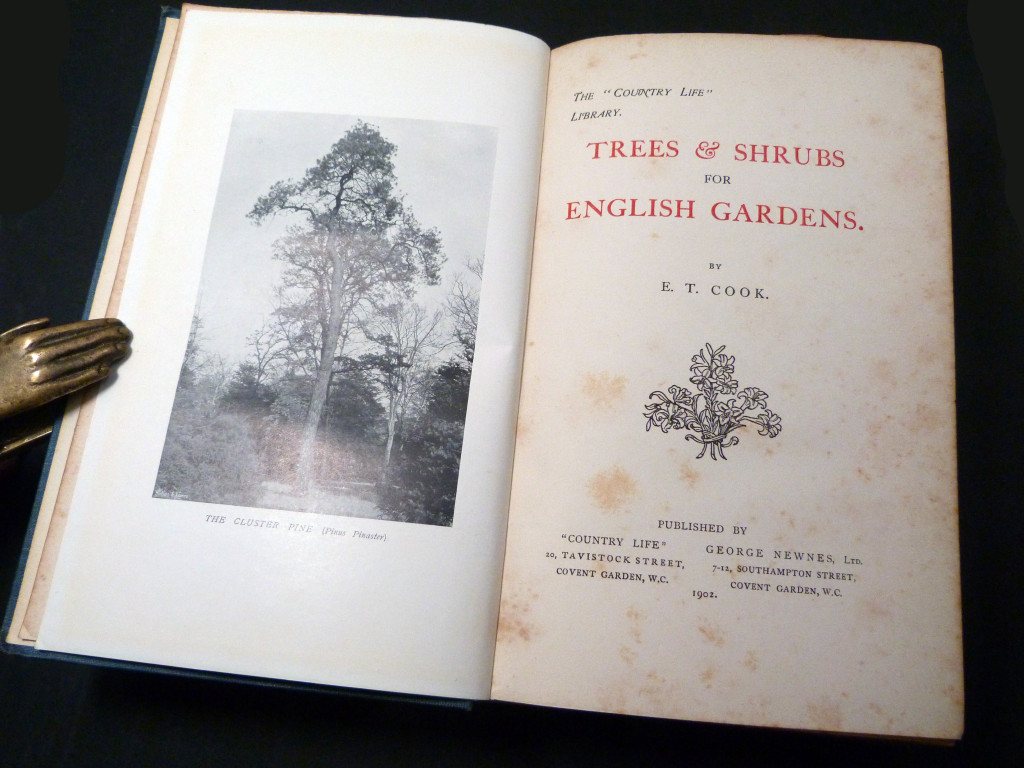 THE CLUSTER PINE (Pinus Pinaster).
THE "COUNTRY LIFE"
LIBRARY.
TREES & SHRUBS
FOR
ENGLISH GARDENS.
BY
E. T. COOK.
PUBLISHED BY
"COUNTRY LIFE"
20, TAVISTOCK STREET,
COVENT GARDEN, W.C.
GEORGE NEWNES, LTD.
7-12, SOUTHAMPTON STREET,
COVENT GARDEN, W.C.
1902.